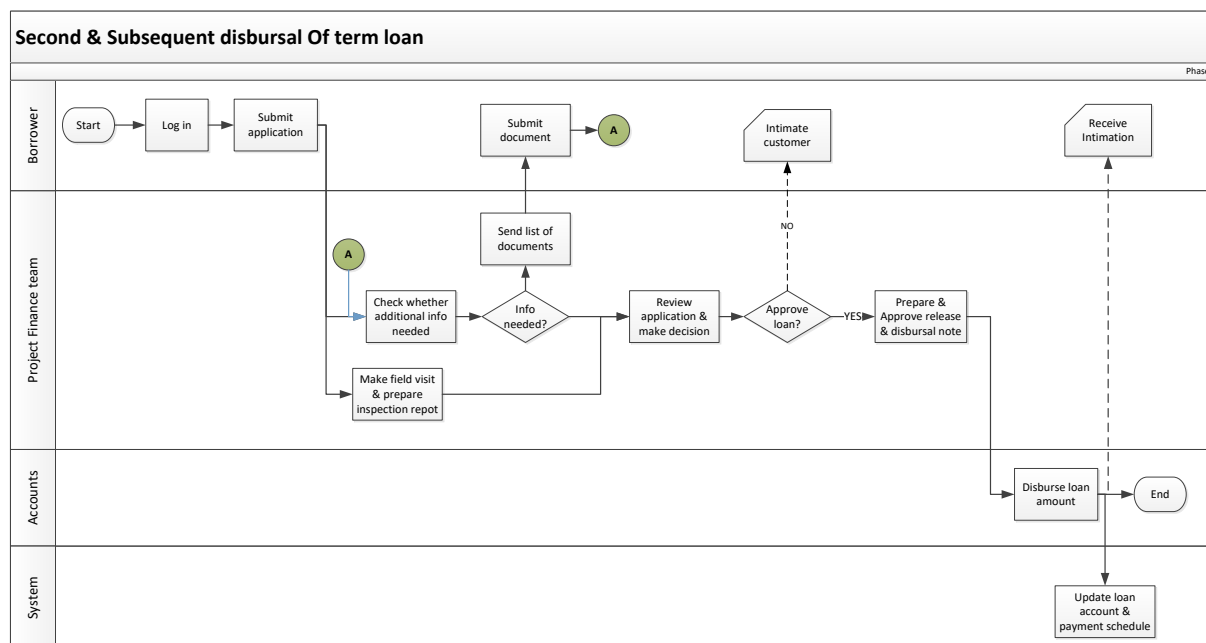 Second & Subsequent disbursal Of term loan
Phase
Borrower
Start
Log in
Submit
application
Submit
document
A
Intimate
customer
Receive
Intimation
Project Finance team
A
Send list of
documents
NO
Check whether
additional info
needed
Info
needed?
Review
application &
make decision
Approve
loan?
YES
Prepare &
Approve release
& disbursal note
Make field visit
& prepare
inspection repot
Accounts
Disburse loan
amount
End
System
Update loan
account &
payment schedule